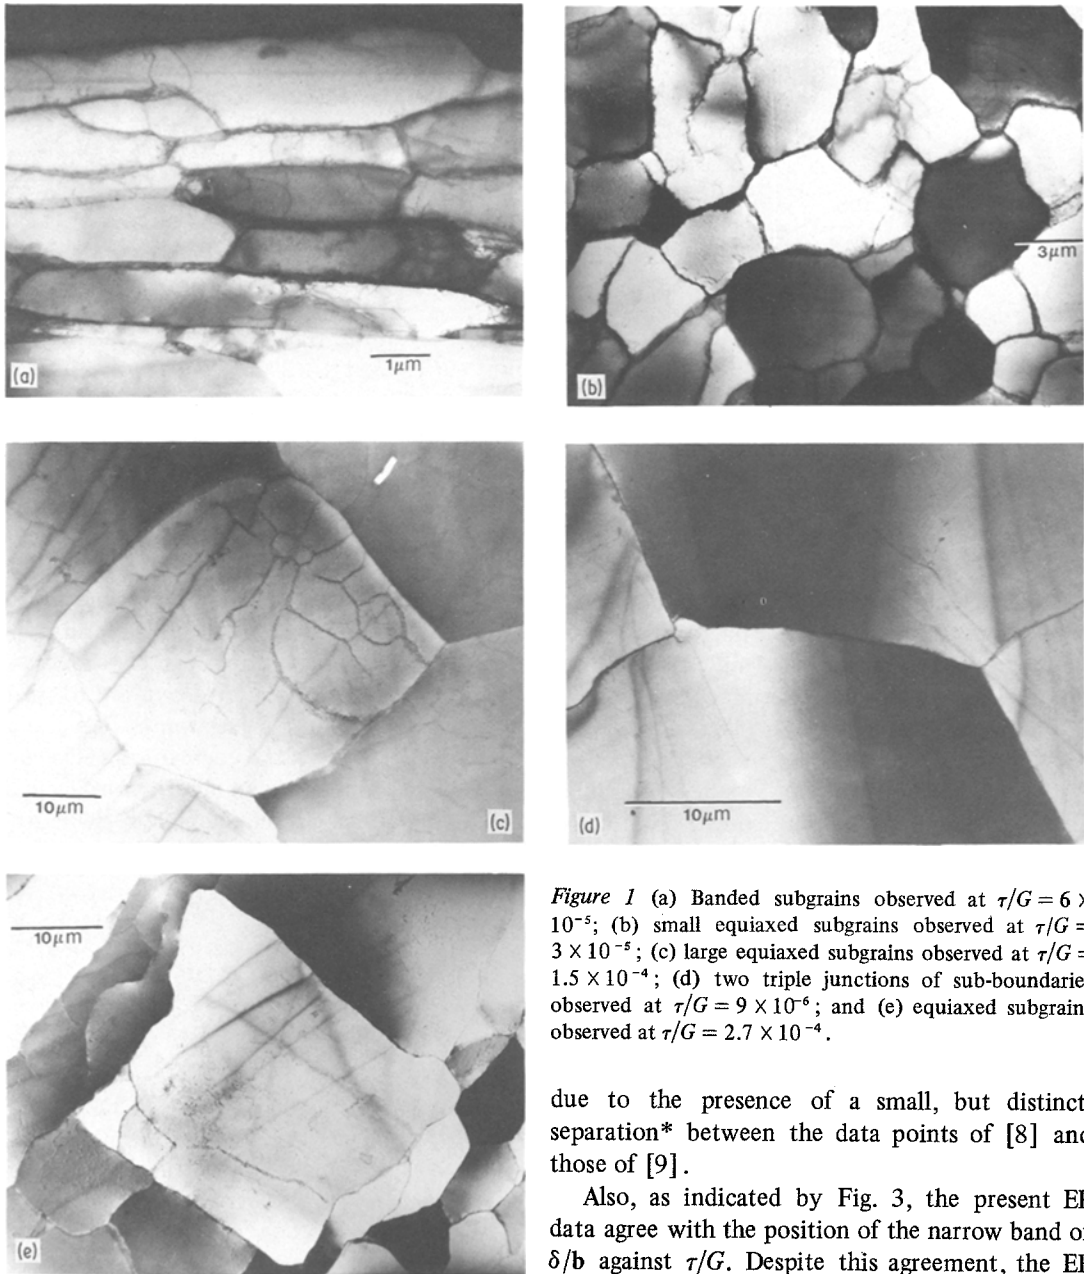 (a)
1μm
(b)
3μm
(c)
10μm
(d)
10μm
(e)
10μm
Figure 1 (a) Banded subgrains observed at τ/G = 6 ×
10⁻⁵; (b) small equiaxed subgrains observed at τ/G =
3 × 10⁻⁵; (c) large equiaxed subgrains observed at τ/G =
1.5 × 10⁻⁴; (d) two triple junctions of sub-boundarie
observed at τ/G = 9 × 10⁻⁶; and (e) equiaxed subgrain
observed at τ/G = 2.7 × 10⁻⁴.
due to the presence of a small, but distinct
separation* between the data points of [8] and
those of [9].
Also, as indicated by Fig. 3, the present EP
data agree with the position of the narrow band of
δ/b against τ/G. Despite this agreement, the EP